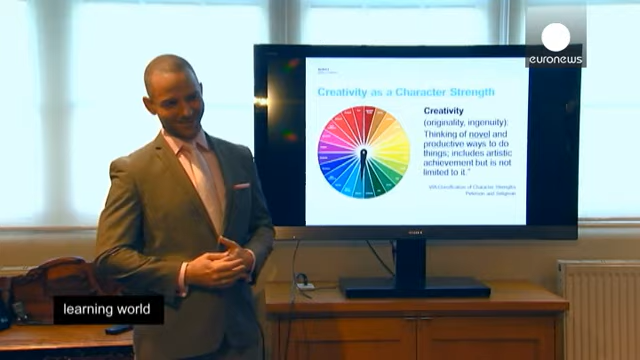 euronews
Creativity as a Character Strength
Creativity
(originality, ingenuity):
Thinking of novel and
productive ways to do
things; includes artistic
achievement but is not
limited to it."
VIA Classification of Character Strengths
Peterson and Seligman
SONY
learning world